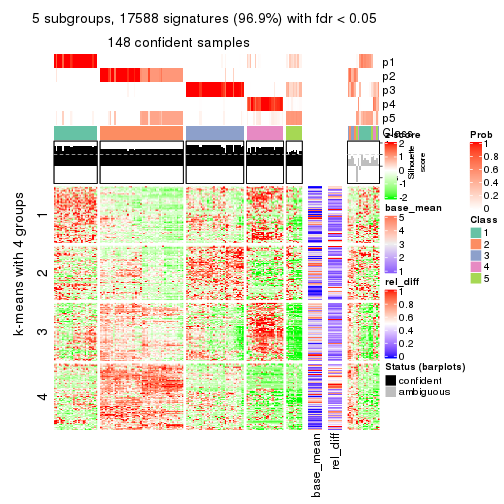 5 subgroups, 17588 signatures (96.9%) with fdr < 0.05
148 confident samples
p1
p2
p3
p4
p5
Class
k-means with 4 groups
1
2
3
4
Silhouette
score
base_mean
rel_diff
z-score
2
1
0
-1
-2
base_mean
5
4
3
2
1
rel_diff
1
0.8
0.6
0.4
0.2
0
Status (barplots)
confident
ambiguous
Prob
1
0.8
0.6
0.4
0.2
0
Class
1
2
3
4
5